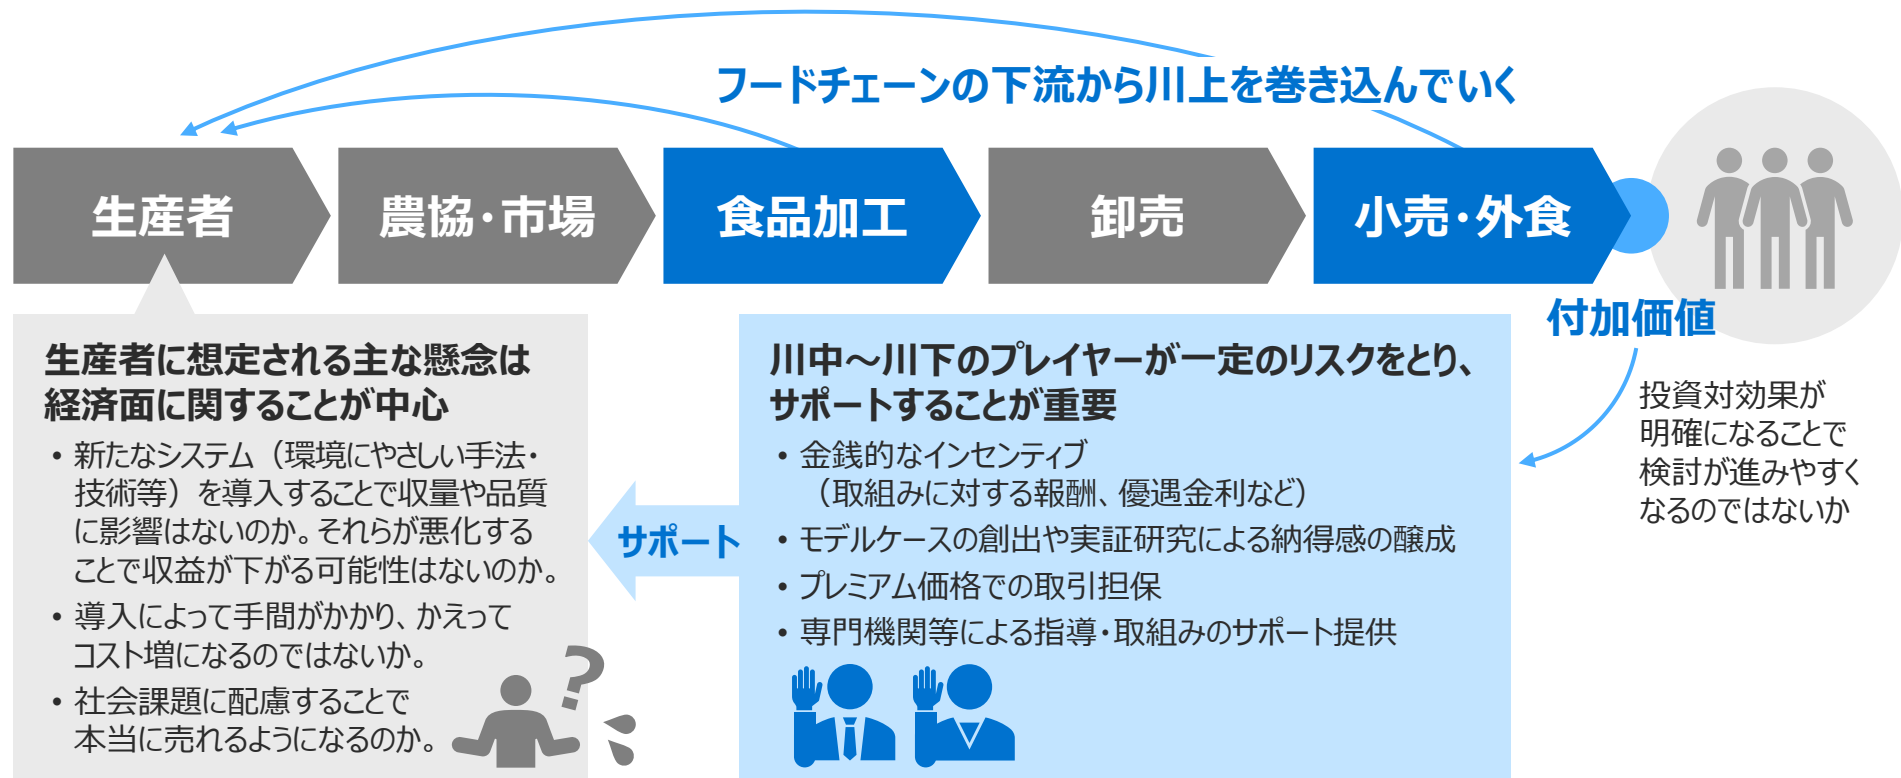 フードチェーンの下流から川上を巻き込んでいく
生産者
農協・市場
食品加工
卸売
小売・外食
付加価値
投資対効果が
明確になることで
検討が進みやすく
なるのではないか
生産者に想定される主な懸念は
経済面に関することが中心
• 新たなシステム（環境にやさしい手法・
技術等）を導入することで収量や品質
に影響はないのか。それらが悪化する
ことで収益が下がる可能性はないのか。
• 導入によって手間がかかり、かえって
コスト増になるのではないか。
• 社会課題に配慮することで
本当に売れるようになるのか。
?
サポート
川中～川下のプレイヤーが一定のリスクをとり、
サポートすることが重要
• 金銭的なインセンティブ
（取組みに対する報酬、優遇金利など）
• モデルケースの創出や実証研究による納得感の醸成
• プレミアム価格での取引担保
• 専門機関等による指導・取組みのサポート提供